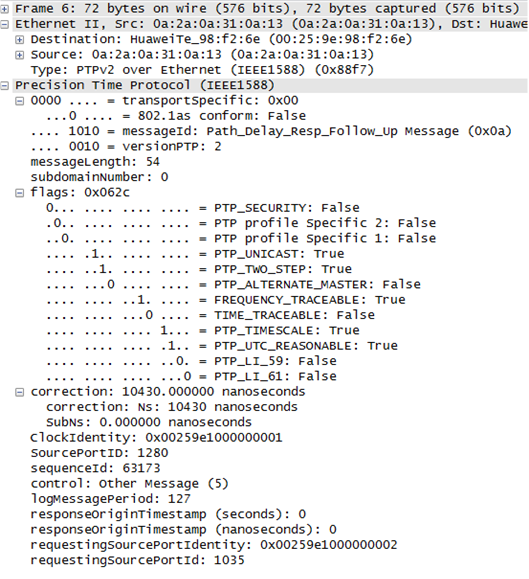 Frame 6: 72 bytes on wire (576 bits), 72 bytes captured (576 bits)
Ethernet II, Src: 0a:2a:0a:31:0a:13 (0a:2a:0a:31:0a:13), Dst: Huawe
Destination: HuaweiTe_98:f2:6e (00:25:9e:98:f2:6e)
Source: 0a:2a:0a:31:0a:13 (0a:2a:0a:31:0a:13)
Type: PTPv2 over Ethernet (IEEE1588) (0x88f7)
Precision Time Protocol (IEEE1588)
0000 .... = transportSpecific: 0x00
...0 .... = 802.1as conform: False
.... 1010 = messageId: Path_Delay_Resp_Follow_Up Message (0x0a)
.... 0010 = versionPTP: 2
messageLength: 54
subdomainNumber: 0
flags: 0x062c
0... .... .... .... = PTP_SECURITY: False
.0.. .... .... .... = PTP profile Specific 2: False
..0. .... .... .... = PTP profile Specific 1: False
.... .1.. .... .... = PTP_UNICAST: True
.... ..1. .... .... = PTP_TWO_STEP: True
.... ...0 .... .... = PTP_ALTERNATE_MASTER: False
.... .... ..1. .... = FREQUENCY_TRACEABLE: True
.... .... ...0 .... = TIME_TRACEABLE: False
.... .... .... 1... = PTP_TIMESCALE: True
.... .... .... .1.. = PTP_UTC_REASONABLE: True
.... .... .... ..0. = PTP_LI_59: False
.... .... .... ...0 = PTP_LI_61: False
correction: 10430.000000 nanoseconds
correction: Ns: 10430 nanoseconds
SubNs: 0.000000 nanoseconds
ClockIdentity: 0x00259e1000000001
SourcePortID: 1280
sequenceId: 63173
control: Other Message (5)
logMessagePeriod: 127
responseOriginTimestamp (seconds): 0
responseOriginTimestamp (nanoseconds): 0
requestingSourcePortIdentity: 0x00259e1000000002
requestingSourcePortId: 1035